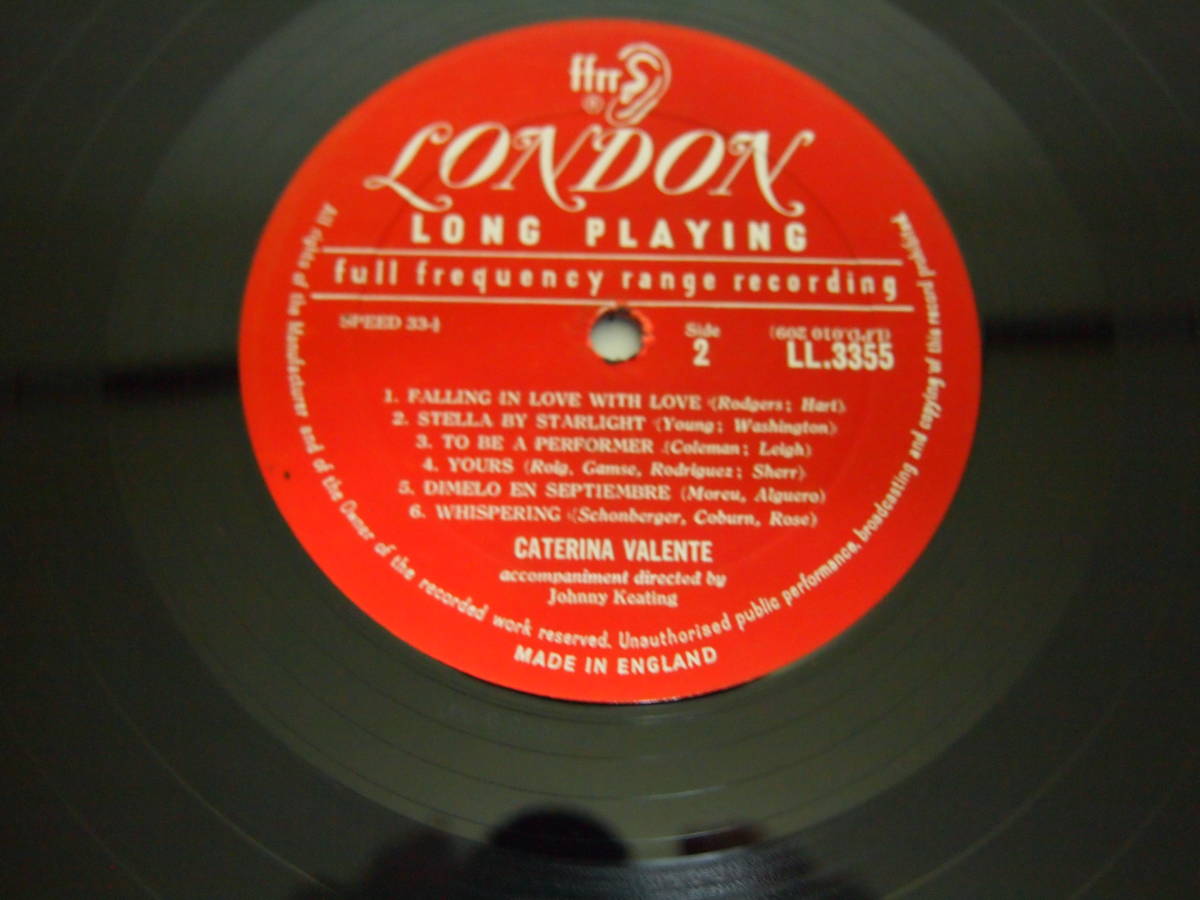 ffrr
®
LONDON
LONG PLAYING
full frequency range recording
SPEED 33⅓
Side
2
LL.3355
1. FALLING IN LOVE WITH LOVE (Rodgers; Hart)
2. STELLA BY STARLIGHT (Young; Washington)
3. TO BE A PERFORMER (Coleman; Leigh)
4. YOURS (Roig, Gamse, Rodriguez; Sherr)
5. DIMELO EN SEPTIEMBRE (Moreu, Alguero)
6. WHISPERING (Schonberger, Coburn, Rose)
CATERINA VALENTE
accompaniment directed by
Johnny Keating
All rights of the Manufacturer and of the Owner of the recorded work reserved. Unauthorised public performance, broadcasting and copying of this record prohibited
MADE IN ENGLAND